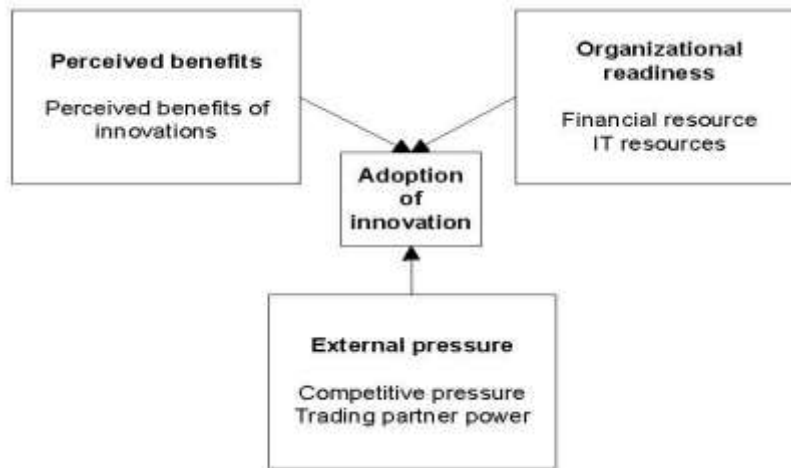 Perceived benefits
Perceived benefits of
innovations
Organizational
readiness
Financial resource
IT resources
Adoption
of
innovation
External pressure
Competitive pressure
Trading partner power